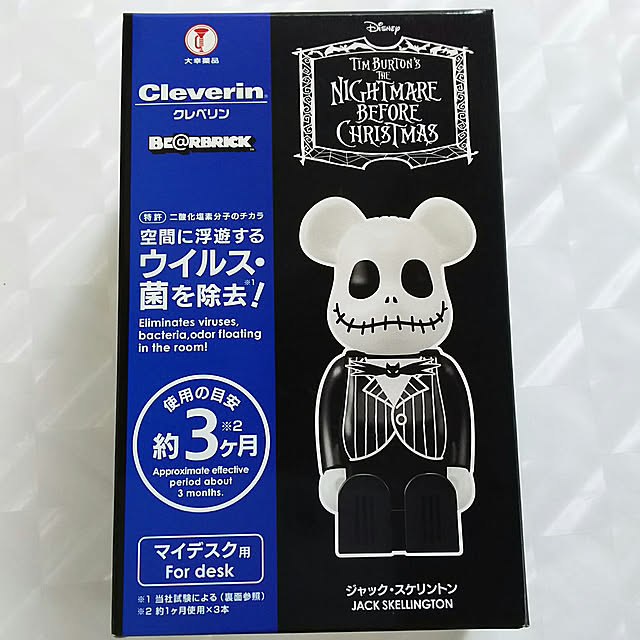 大幸薬品
Cleverin®
クレベリン
BE@RBRICK™
特許 二酸化塩素分子のチカラ
空間に浮遊する
ウイルス・
菌を除去!※1
Eliminates viruses,
bacteria,odor floating
in the room!
使用の目安
約3ヶ月※2
Approximate effective
period about
3 months.
マイデスク用
For desk
※1 当社試験による(裏面参照)
※2 約1ヶ月使用×3本
Disney
TIM BURTON'S
THE
NIGHTMARE
BEFORE
CHRISTMAS
ジャック・スケリントン
JACK SKELLINGTON